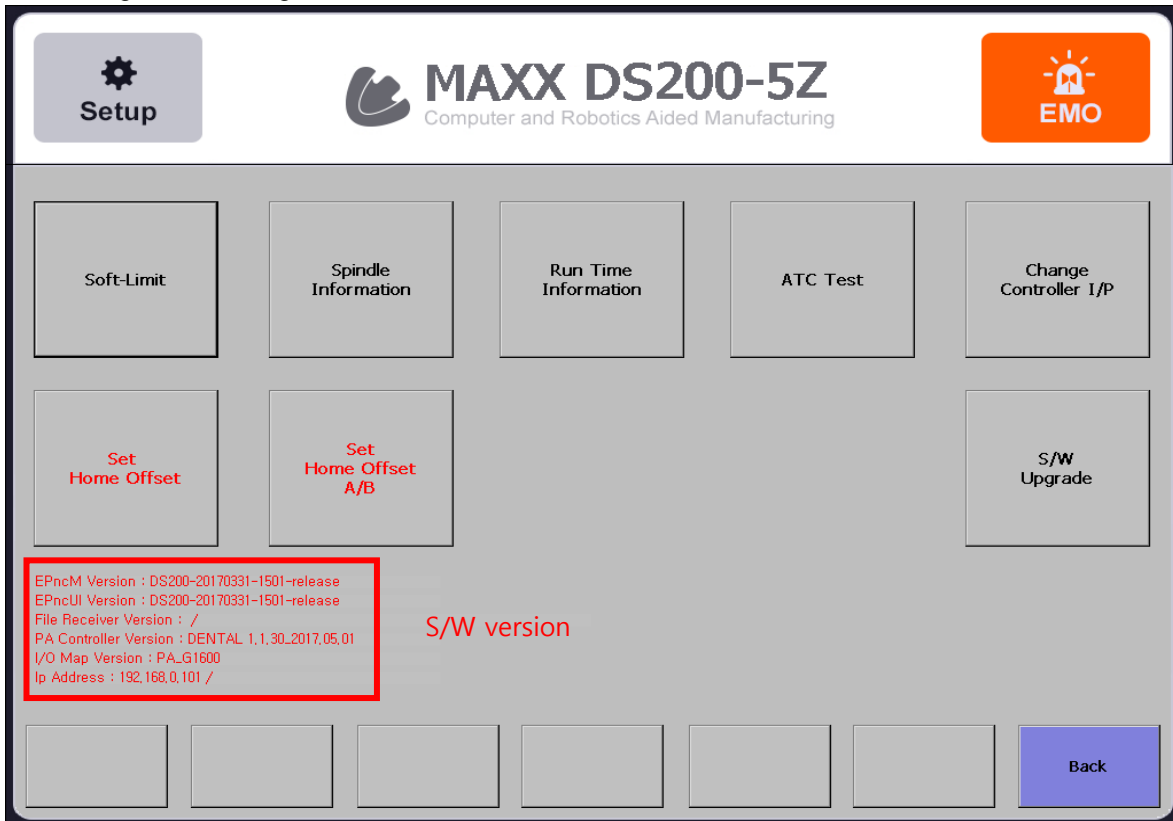 Setup
MAXX DS200-5Z
Computer and Robotics Aided Manufacturing
EMO
Soft-Limit
Spindle
Information
Run Time
Information
ATC Test
Change
Controller I/P
Set
Home Offset
Set
Home Offset
A/B
S/W
Upgrade
EPncM Version : DS200-20170331-1501-release
EPncUI Version : DS200-20170331-1501-release
File Receiver Version : /
PA Controller Version : DENTAL 1,1,30_2017,05,01
I/O Map Version : PA_G1600
Ip Address : 192,168,0,101 /
S/W version
Back